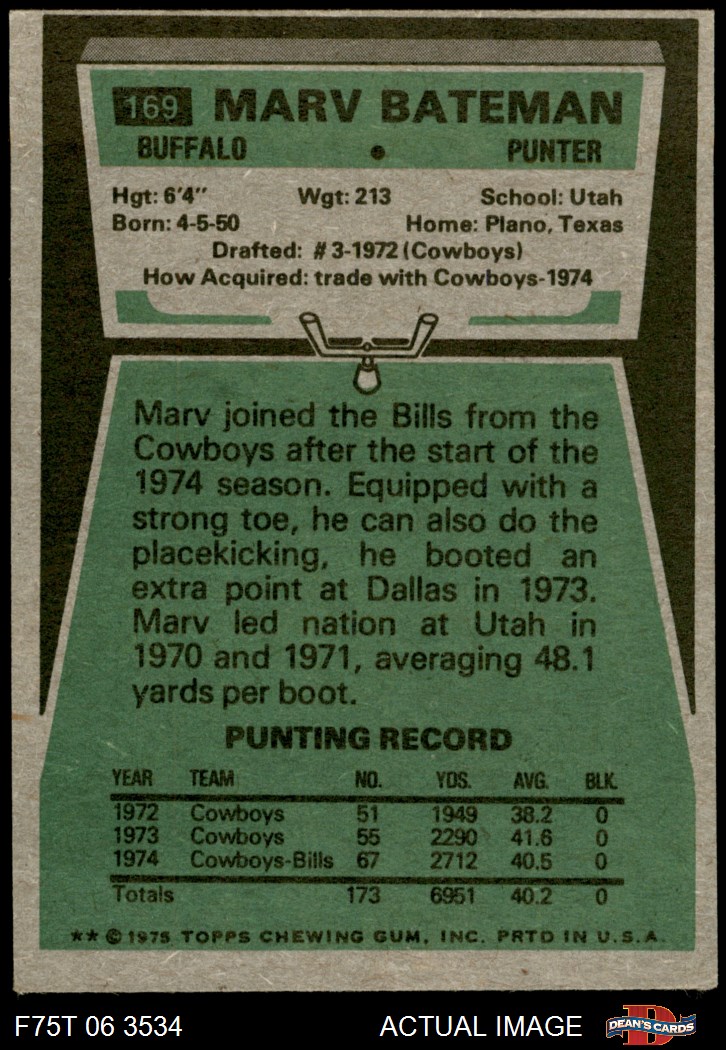 169 MARV BATEMAN
BUFFALO • PUNTER
Hgt: 6'4" Wgt: 213 School: Utah
Born: 4-5-50 Home: Plano, Texas
Drafted: #3-1972 (Cowboys)
How Acquired: trade with Cowboys-1974
Marv joined the Bills from the
Cowboys after the start of the
1974 season. Equipped with a
strong toe, he can also do the
placekicking, he booted an
extra point at Dallas in 1973.
Marv led nation at Utah in
1970 and 1971, averaging 48.1
yards per boot.
PUNTING RECORD
YEAR TEAM NO. YDS. AVG. BLK.
1972 Cowboys 51 1949 38.2 0
1973 Cowboys 55 2290 41.6 0
1974 Cowboys-Bills 67 2712 40.5 0
Totals 173 6951 40.2 0
** © 1975 TOPPS CHEWING GUM, INC. PRTD IN U.S.A.
F75T 06 3534 ACTUAL IMAGE D DEAN'S CARDS